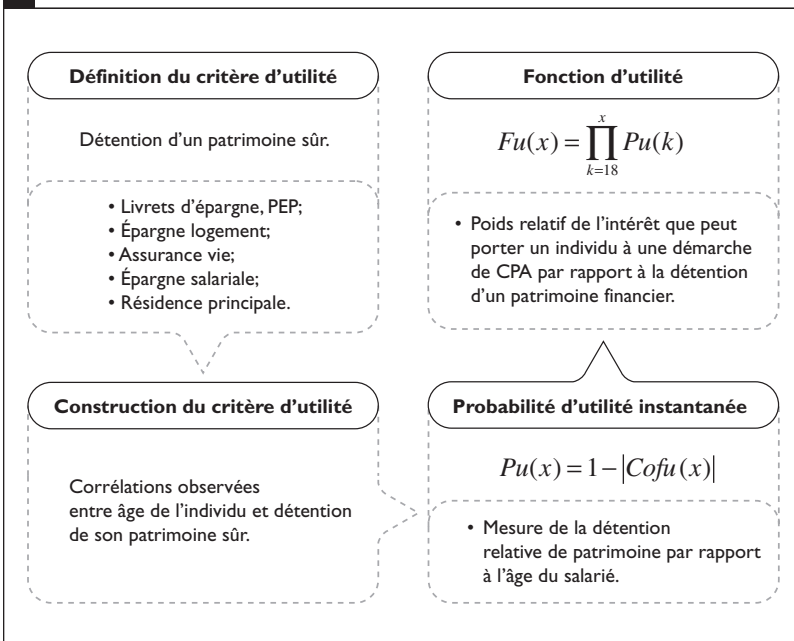 Définition du critère d'utilité
Détention d'un patrimoine sûr.
• Livrets d'épargne, PEP;
• Épargne logement;
• Assurance vie;
• Épargne salariale;
• Résidence principale.
Construction du critère d'utilité
Corrélations observées
entre âge de l'individu et détention
de son patrimoine sûr.
Probabilité d'utilité instantanée
Pu(x) = 1 − |Cofu(x)|
• Mesure de la détention
relative de patrimoine par rapport
à l'âge du salarié.
Fonction d'utilité
Fu(x) = ∏_{k=18}^{x} Pu(k)
• Poids relatif de l'intérêt que peut
porter un individu à une démarche
de CPA par rapport à la détention
d'un patrimoine financier.